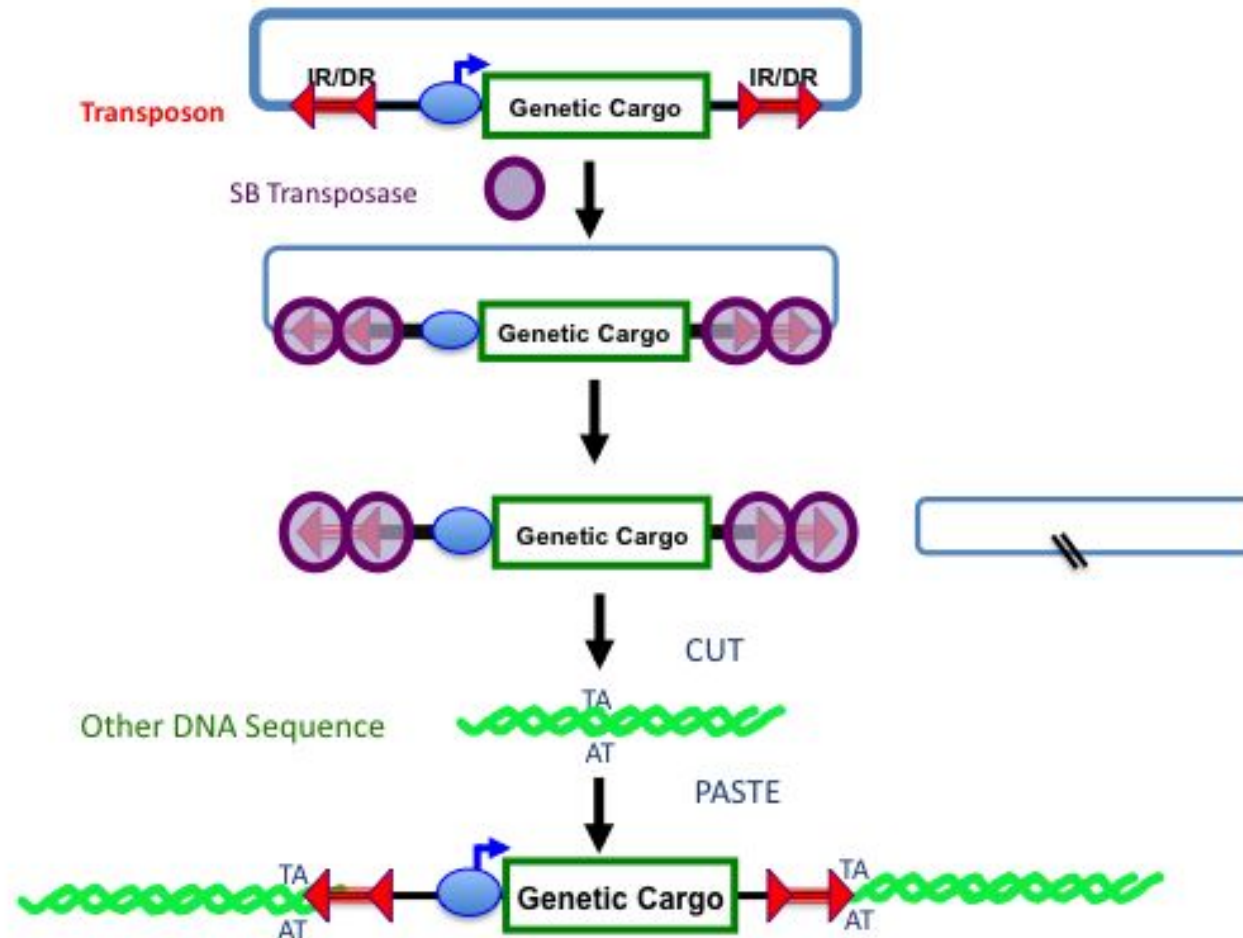 IR/DR
IR/DR
Transposon
Genetic Cargo
SB Transposase
Genetic Cargo
Genetic Cargo
CUT
TA
Other DNA Sequence
AT
PASTE
TA
TA
Genetic Cargo
AT
AT